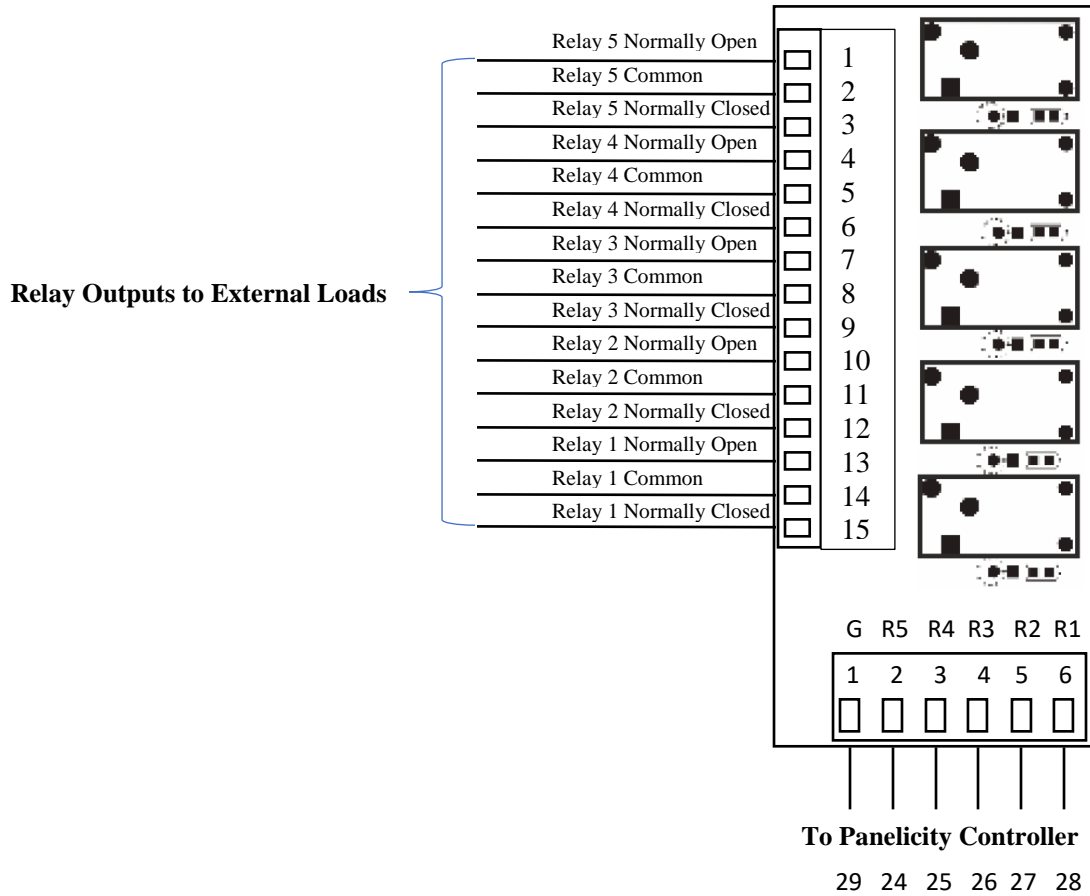 Relay 5 Normally Open
1
Relay 5 Common
2
Relay 5 Normally Closed
3
Relay 4 Normally Open
4
Relay 4 Common
5
Relay 4 Normally Closed
6
Relay 3 Normally Open
7
Relay Outputs to External Loads
Relay 3 Common
8
Relay 3 Normally Closed
9
Relay 2 Normally Open
10
Relay 2 Common
11
Relay 2 Normally Closed
12
Relay 1 Normally Open
13
Relay 1 Common
14
Relay 1 Normally Closed
15
G R5 R4 R3 R2 R1
1 2 3 4 5 6
To Panelicity Controller
29 24 25 26 27 28